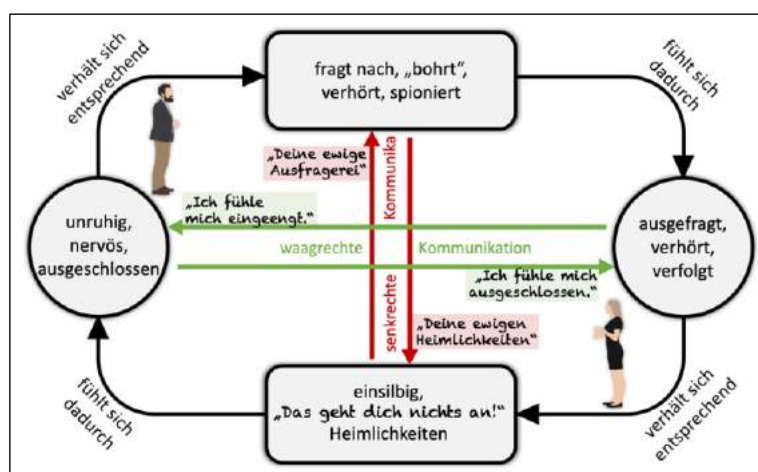 verhält sich
entsprechend
fragt nach, „bohrt“,
verhört, spioniert
fühlt sich
dadurch
„Deine ewige
Ausfragerei“
Kommunika
„Ich fühle
mich eingeengt.“
unruhig,
nervös,
ausgeschlossen
waagrechte Kommunikation
ausgefragt,
verhört,
verfolgt
„Ich fühle mich
ausgeschlossen.“
senkrechte
„Deine ewigen
Heimlichkeiten“
fühlt sich
dadurch
einsilbig,
„Das geht dich nichts an!“
Heimlichkeiten
verhält sich
entsprechend